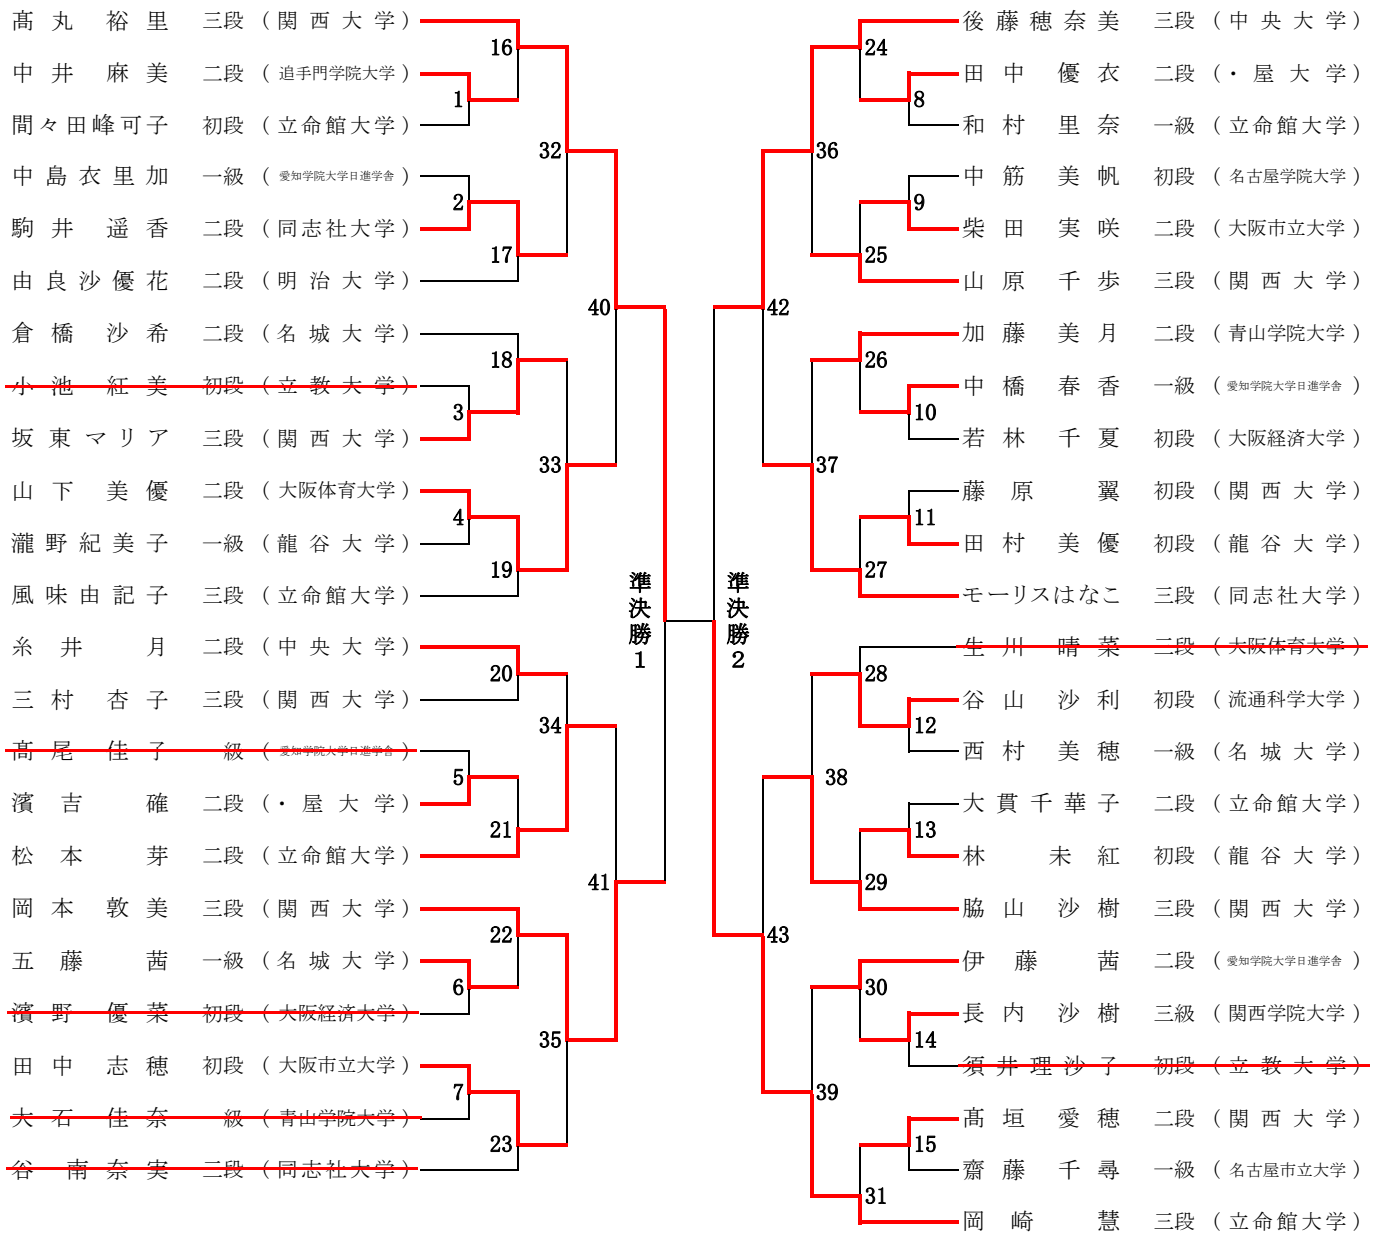 髙丸 裕里 三段 (関西大学)
中井 麻美 二段 (追手門学院大学)
間々田峰可子 初段 (立命館大学)
中島衣里加 一級 (愛知学院大学日進学舎)
駒井 遥香 二段 (同志社大学)
由良沙優花 二段 (明治大学)
倉橋 沙希 二段 (名城大学)
小池 紅美 初段 (立教大学)
坂東マリア 三段 (関西大学)
山下 美優 二段 (大阪体育大学)
瀧野紀美子 一級 (龍谷大学)
風味由記子 三段 (立命館大学)
糸井 月 二段 (中央大学)
三村 杏子 三段 (関西大学)
髙尾 佳子 級 (愛知学院大学日進学舎)
濱吉 確 二段 (・屋大学)
松本 芽 二段 (立命館大学)
岡本 敦美 三段 (関西大学)
五藤 茜 一級 (名城大学)
濱野 優菜 初段 (大阪経済大学)
田中 志穂 初段 (大阪市立大学)
大石 佳奈 級 (青山学院大学)
谷 南奈実 二段 (同志社大学)
16
1
32
2
17
40
18
3
33
4
19
20
34
5
21
41
22
6
35
7
23
準決勝1
準決勝2
24
8
36
9
25
42
26
10
37
11
27
28
12
38
13
29
43
30
14
39
15
31
後藤穂奈美 三段 (中央大学)
田中 優衣 二段 (・屋大学)
和村 里奈 一級 (立命館大学)
中筋 美帆 初段 (名古屋学院大学)
柴田 実咲 二段 (大阪市立大学)
山原 千歩 三段 (関西大学)
加藤 美月 二段 (青山学院大学)
中橋 春香 一級 (愛知学院大学日進学舎)
若林 千夏 初段 (大阪経済大学)
藤原 翼 初段 (関西大学)
田村 美優 初段 (龍谷大学)
モーリスはなこ 三段 (同志社大学)
生川 晴菜 三段 (大阪体育大学)
谷山 沙利 初段 (流通科学大学)
西村 美穂 一級 (名城大学)
大貫千華子 二段 (立命館大学)
林 未紅 初段 (龍谷大学)
脇山 沙樹 三段 (関西大学)
伊藤 茜 二段 (愛知学院大学日進学舎)
長内 沙樹 三級 (関西学院大学)
須井理沙子 初段 (立教大学)
髙垣 愛穂 二段 (関西大学)
齋藤 千尋 一級 (名古屋市立大学)
岡崎 慧 三段 (立命館大学)